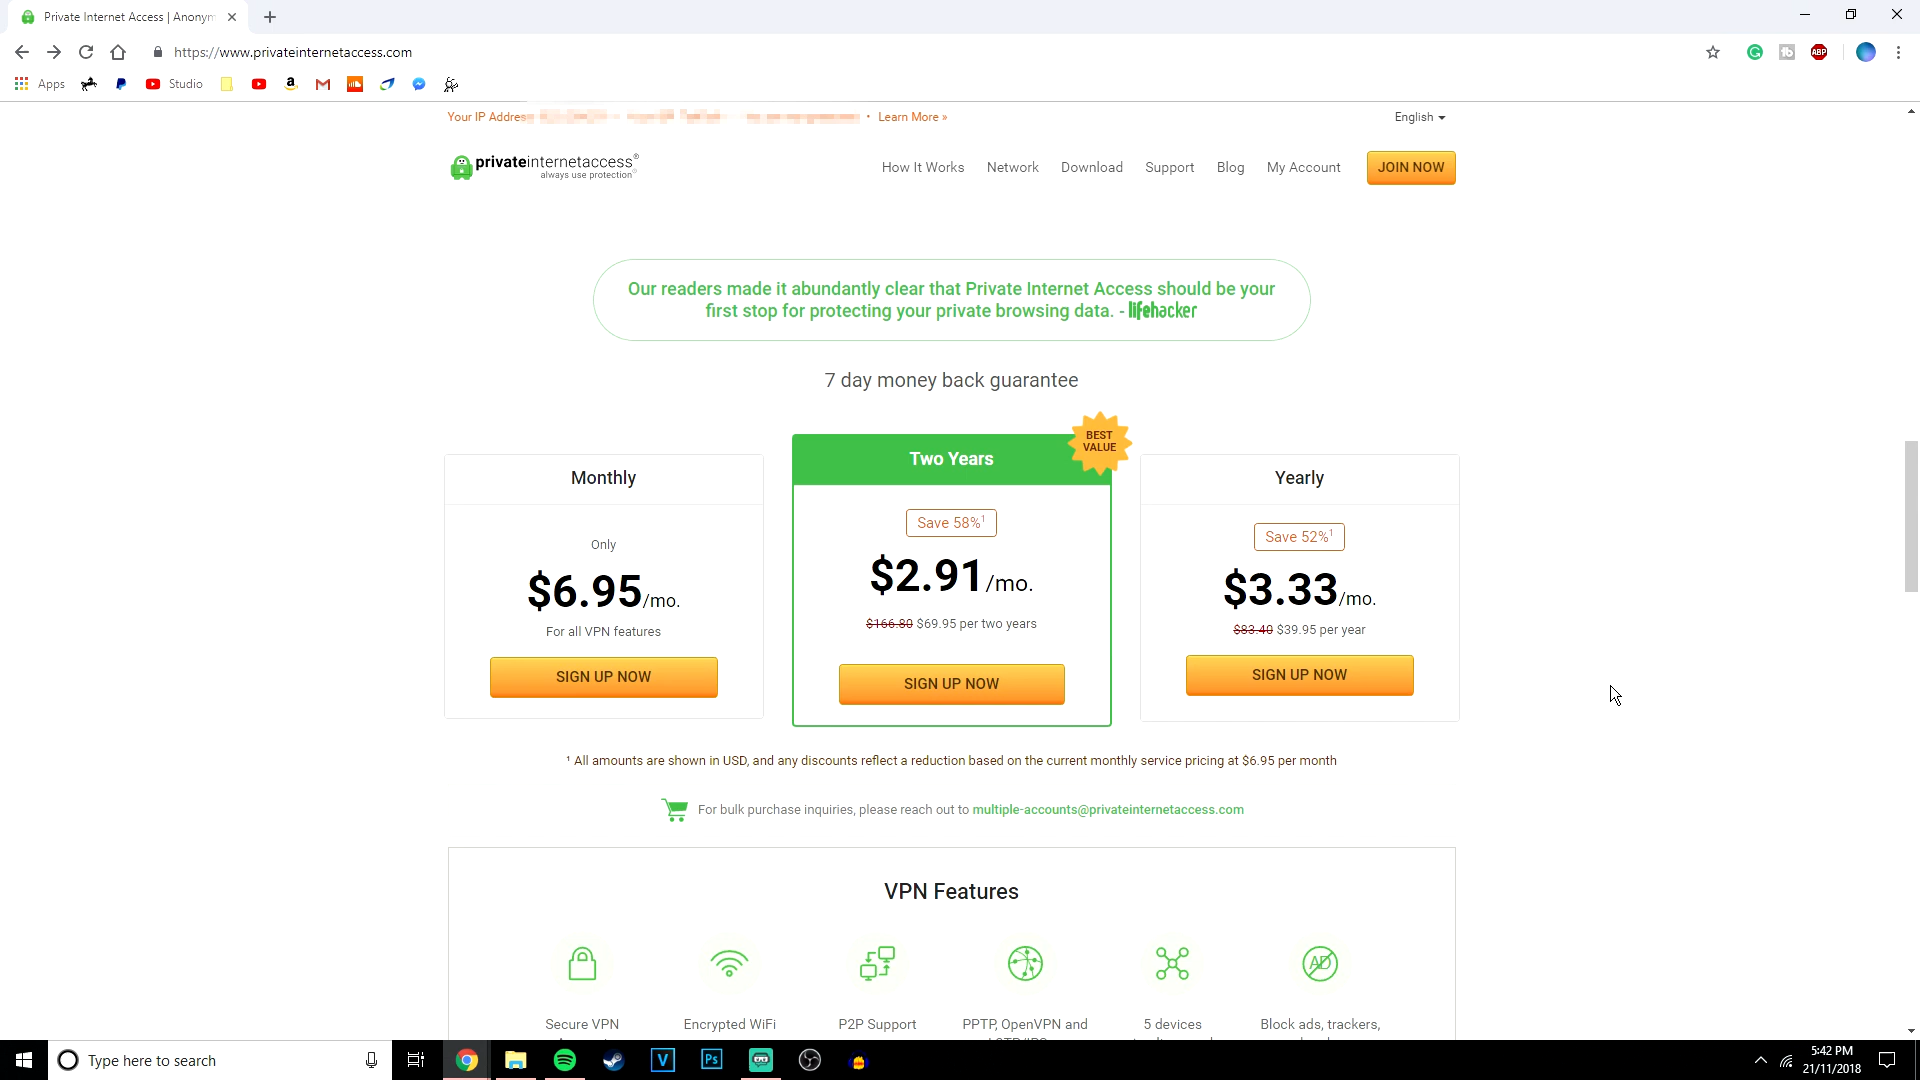 Private Internet Access | Anonym
https://www.privateinternetaccess.com
Apps
Studio
Your IP Addres
· Learn More »
English
privateinternetaccess®
always use protection
How It Works
Network
Download
Support
Blog
My Account
JOIN NOW
Our readers made it abundantly clear that Private Internet Access should be your
first stop for protecting your private browsing data. - lifehacker
7 day money back guarantee
Monthly
Only
$6.95/mo.
For all VPN features
SIGN UP NOW
BEST
VALUE
Two Years
Save 58%¹
$2.91/mo.
$166.80 $69.95 per two years
SIGN UP NOW
Yearly
Save 52%¹
$3.33/mo.
$83.40 $39.95 per year
SIGN UP NOW
¹ All amounts are shown in USD, and any discounts reflect a reduction based on the current monthly service pricing at $6.95 per month
For bulk purchase inquiries, please reach out to multiple-accounts@privateinternetaccess.com
VPN Features
AD
Secure VPN
Encrypted WiFi
P2P Support
PPTP, OpenVPN and
5 devices
Block ads, trackers,
Type here to search
5:42 PM
21/11/2018